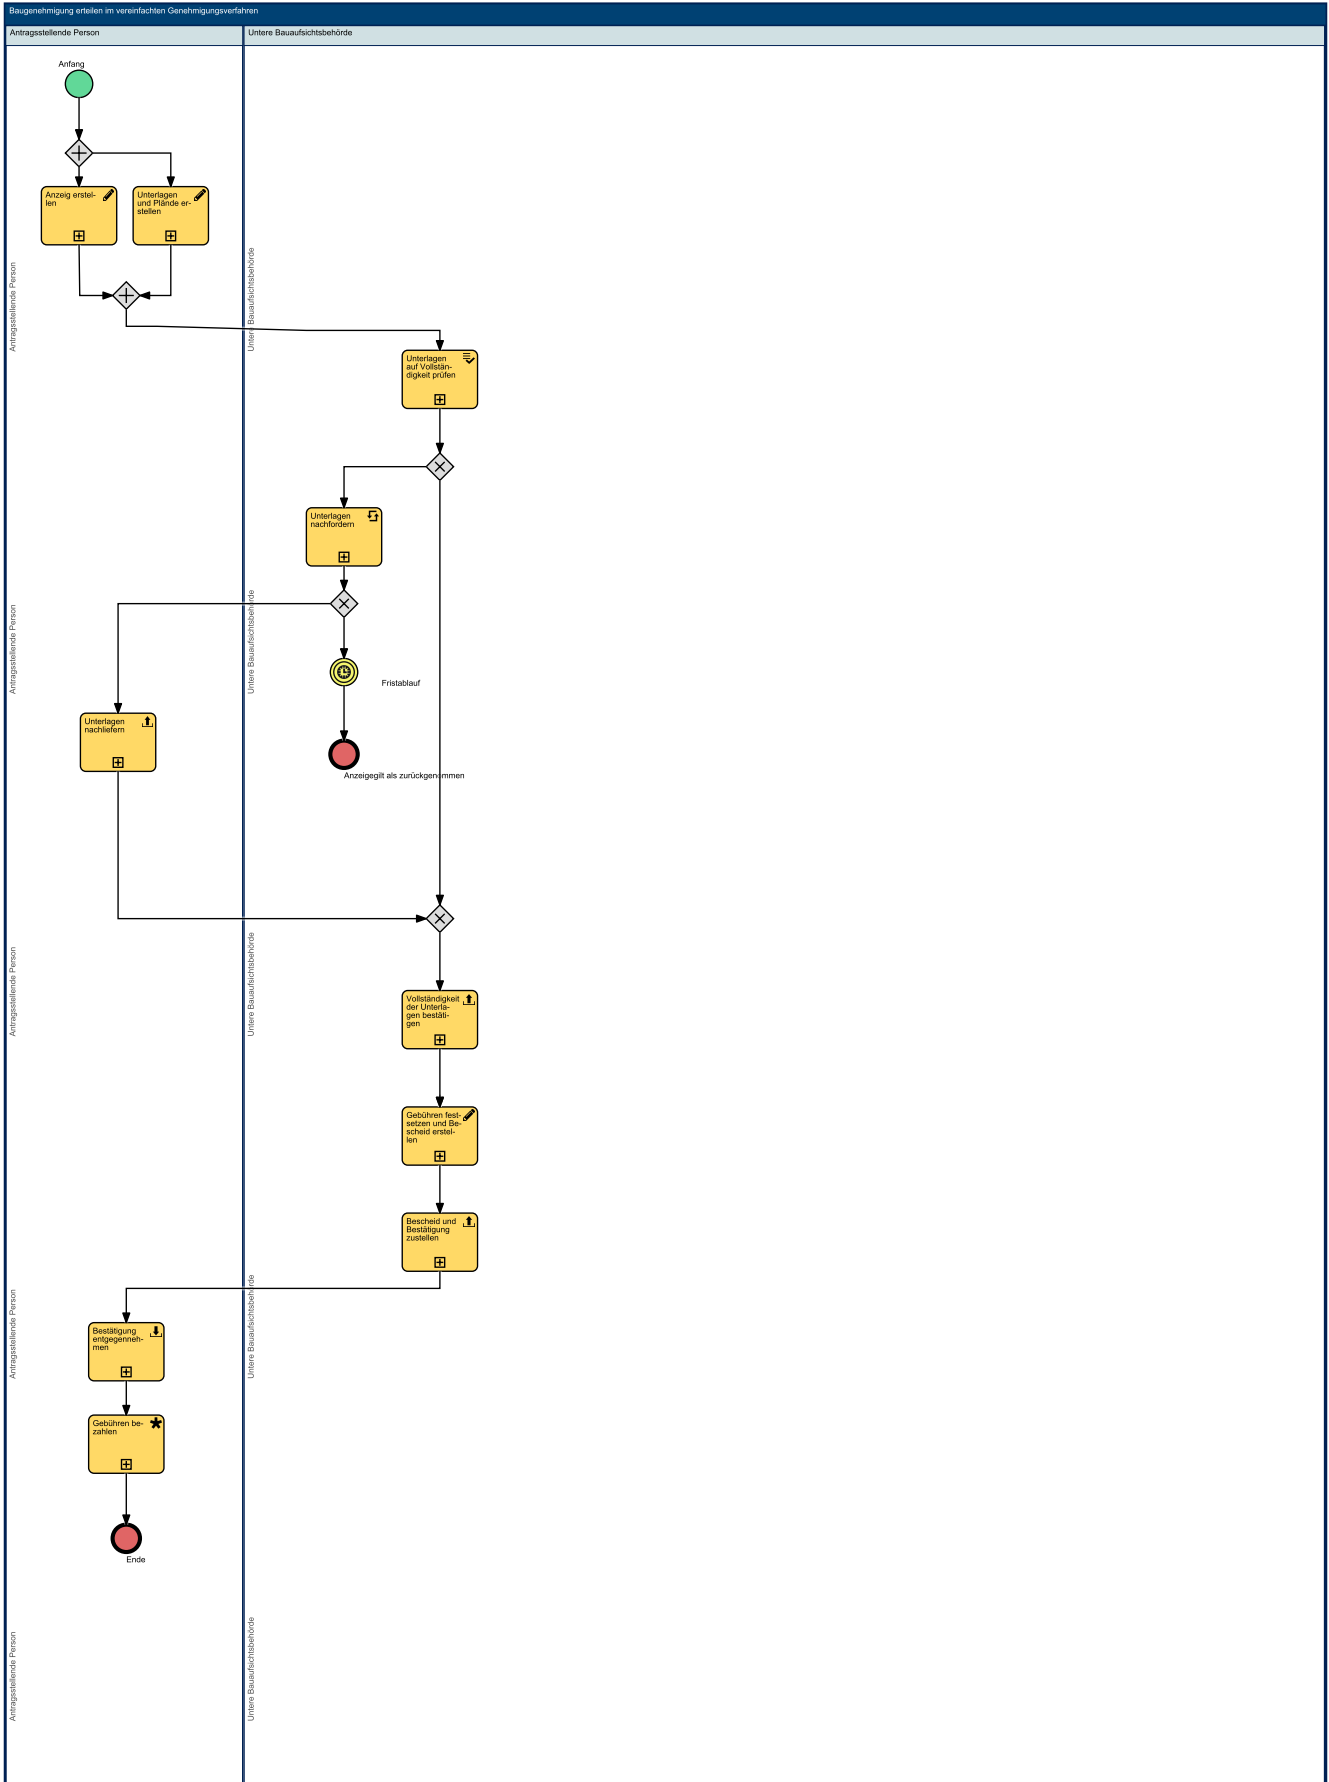 Baugenehmigung erteilen im vereinfachten Genehmigungsverfahren
Antragsstellende Person
Untere Bauaufsichtsbehörde
Anfang
Anzeig erstel-
len
Unterlagen
und Plände er-
stellen
Antragsstellende Person
Untere Bauaufsichtsbehörde
Unterlagen
auf Vollstän-
digkeit prüfen
Unterlagen
nachfordern
Antragsstellende Person
Untere Bauaufsichtsbehörde
Fristablauf
Unterlagen
nachliefern
Anzeigegilt als zurückgenommen
Antragsstellende Person
Untere Bauaufsichtsbehörde
Vollständigkeit
der Unterla-
gen bestäti-
gen
Gebühren fest-
setzen und Be-
scheid erstel-
len
Bescheid und
Bestätigung
zustellen
Antragsstellende Person
Untere Bauaufsichtsbehörde
Bestätigung
entgegenneh-
men
Gebühren be-
zahlen
Ende
Antragsstellende Person
Untere Bauaufsichtsbehörde